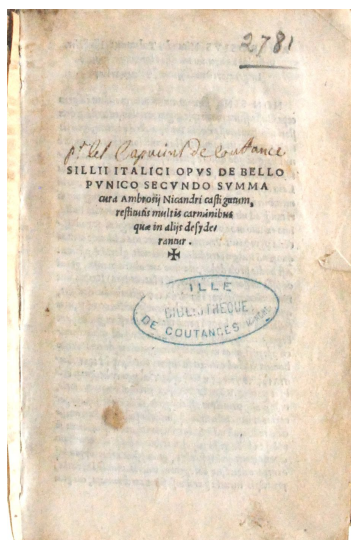 2781
pr les Capucins de Coutance
SILLII ITALICI OPVS DE BELLO
PVNICO SECVNDO SVMMA
cura Ambrosij Nicandri castigatum,
restitutis multis carminibus
quæ in alijs desyde⸗
rantur.
✠
VILLE
BIBLIOTHEQUE
DE COUTANCES